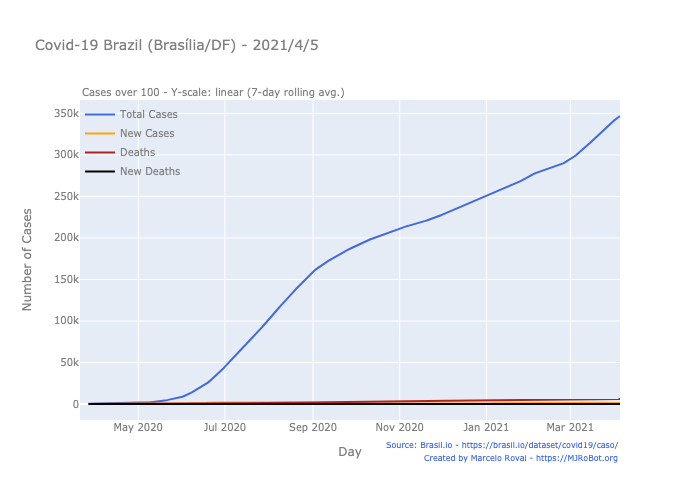 Covid-19 Brazil (Brasília/DF) - 2021/4/5
Cases over 100 - Y-scale: linear (7-day rolling avg.)
Total Cases
New Cases
Deaths
New Deaths
350k
300k
250k
200k
150k
100k
50k
0
Number of Cases
May 2020
Jul 2020
Sep 2020
Nov 2020
Jan 2021
Mar 2021
Day
Source: Brasil.io - https://brasil.io/dataset/covid19/caso/
Created by Marcelo Rovai - https://MJRoBot.org